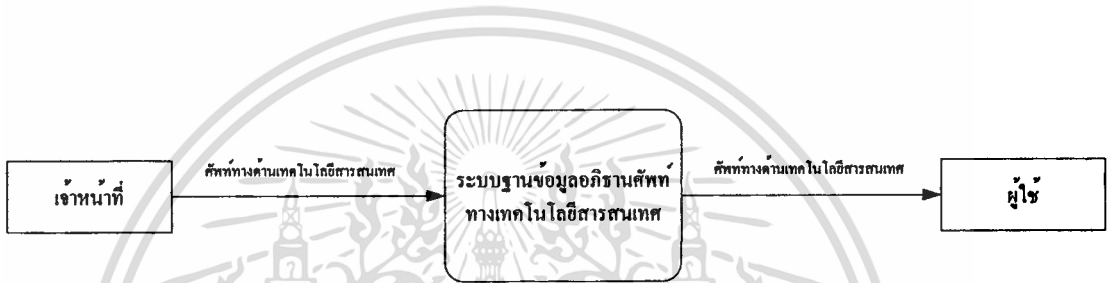 เจ้าหน้าที่
ศัพท์ทางด้านเทคโนโลยีสารสนเทศ
ระบบฐานข้อมูลอภิธานศัพท์
ทางเทคโนโลยีสารสนเทศ
ศัพท์ทางด้านเทคโนโลยีสารสนเทศ
ผู้ใช้